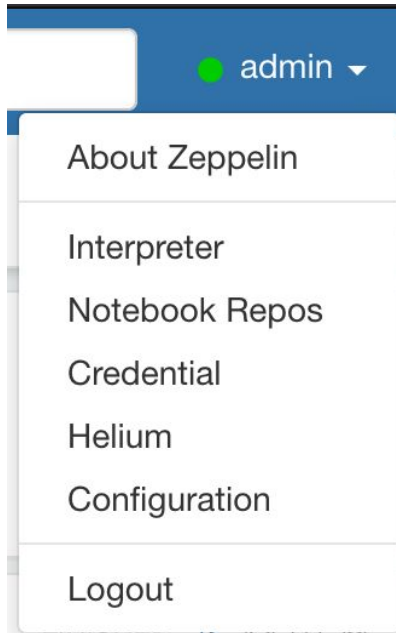 admin
About Zeppelin
Interpreter
Notebook Repos
Credential
Helium
Configuration
Logout